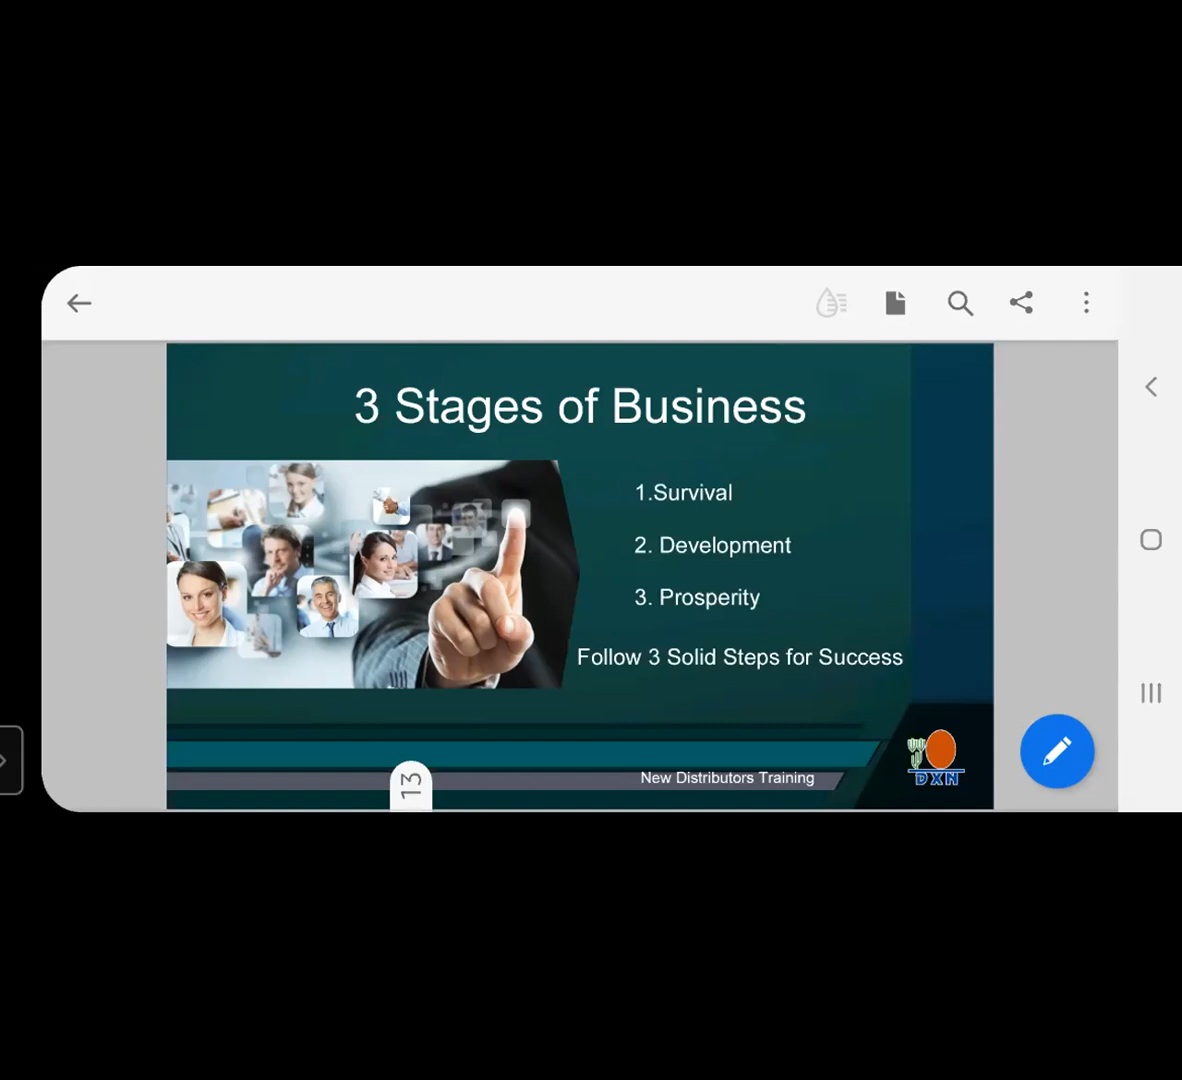 3 Stages of Business
1.Survival
2. Development
3. Prosperity
Follow 3 Solid Steps for Success
New Distributors Training
DXN
13